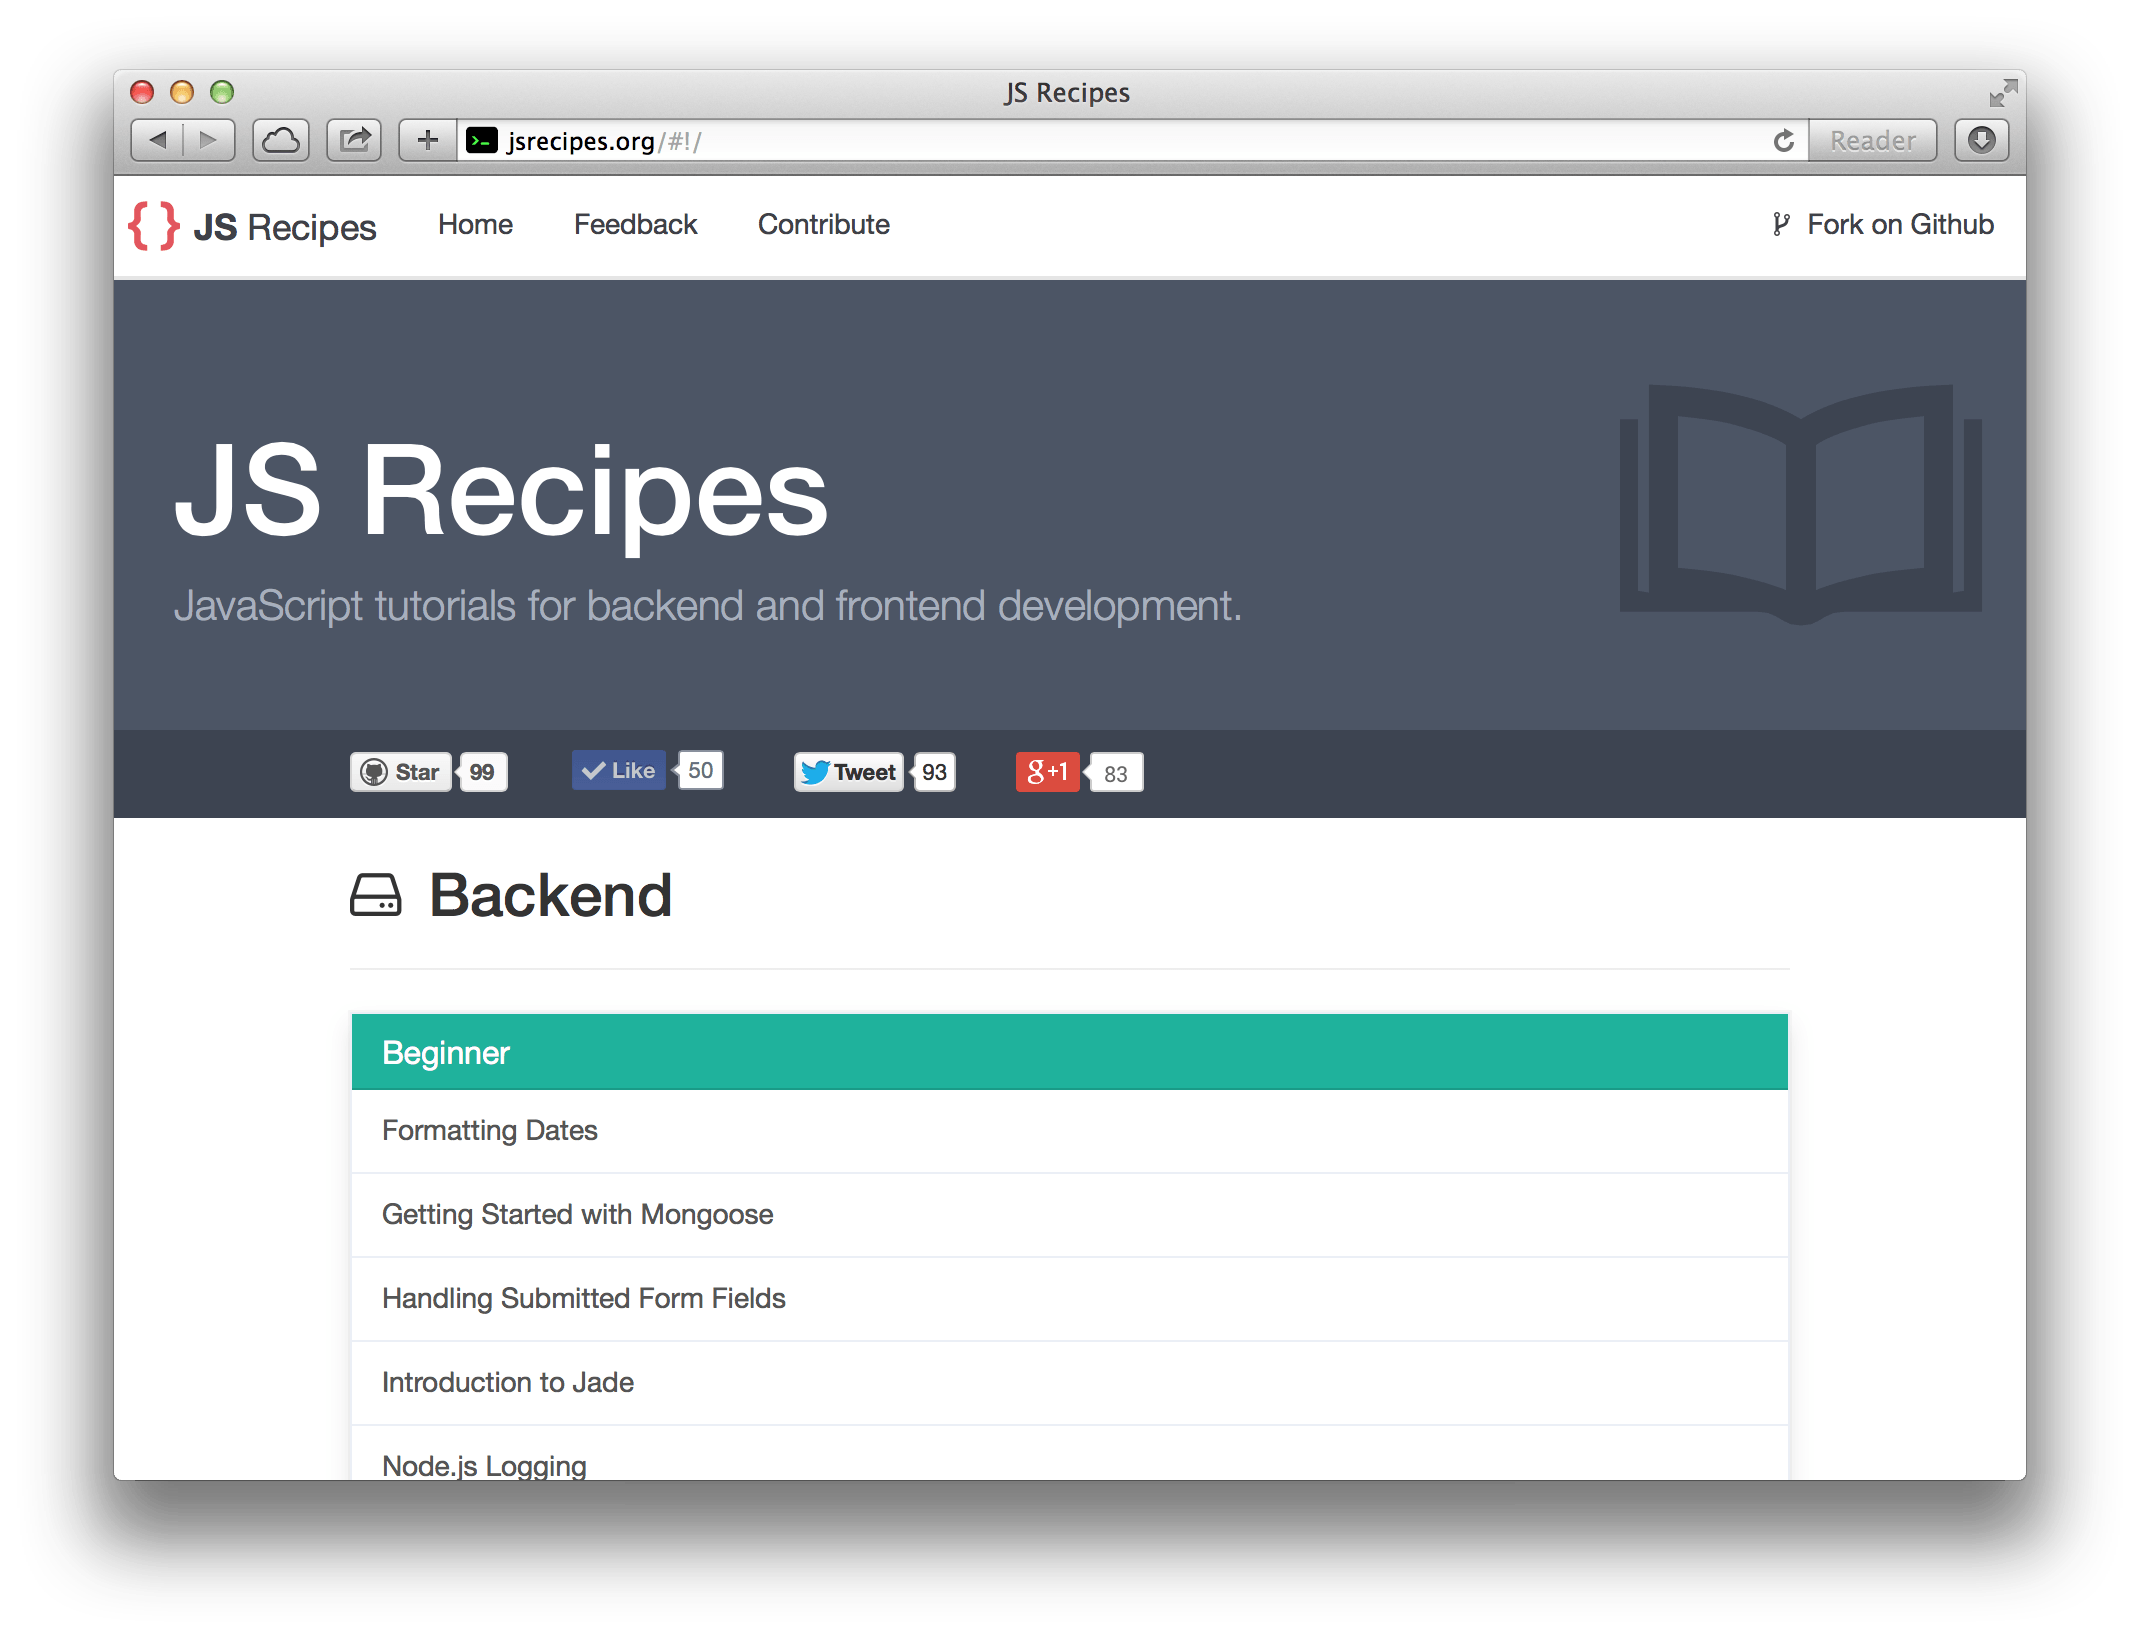 JS Recipes
jsrecipes.org/#!/ Reader
{ } JS Recipes Home Feedback Contribute Fork on Github
JS Recipes
JavaScript tutorials for backend and frontend development.
Star 99 Like 50 Tweet 93 g+1 83
Backend
Beginner
Formatting Dates
Getting Started with Mongoose
Handling Submitted Form Fields
Introduction to Jade
Node.js Logging